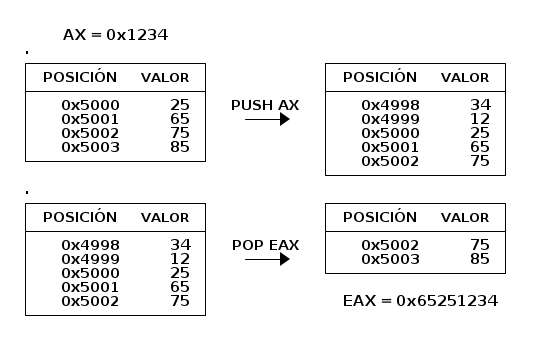 AX = 0x1234
POSICIÓN VALOR
0x5000 25
0x5001 65
0x5002 75
0x5003 85
PUSH AX
POSICIÓN VALOR
0x4998 34
0x4999 12
0x5000 25
0x5001 65
0x5002 75
POSICIÓN VALOR
0x4998 34
0x4999 12
0x5000 25
0x5001 65
0x5002 75
POP EAX
POSICIÓN VALOR
0x5002 75
0x5003 85
EAX = 0x65251234